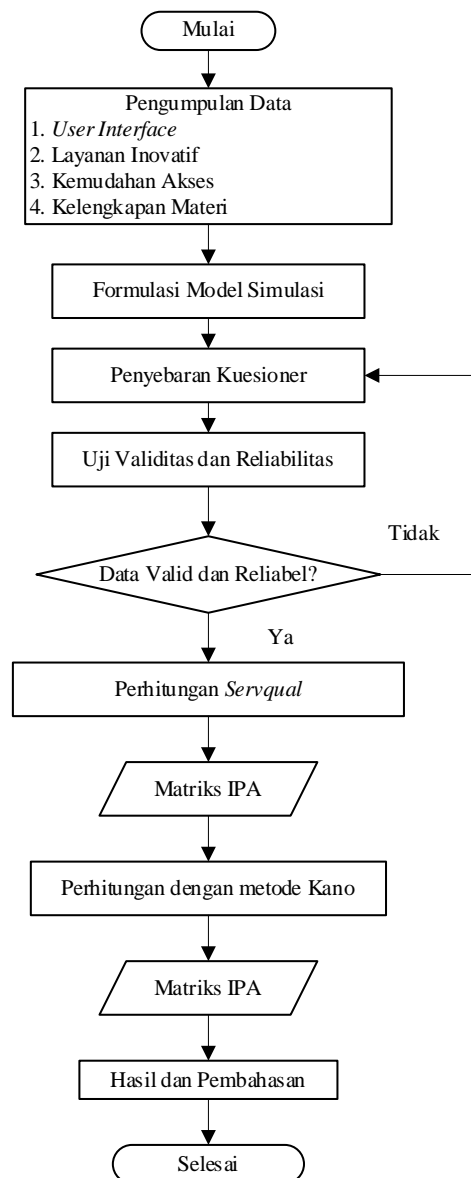 Mulai
Pengumpulan Data
1. User Interface
2. Layanan Inovatif
3. Kemudahan Akses
4. Kelengkapan Materi
Formulasi Model Simulasi
Penyebaran Kuesioner
Uji Validitas dan Reliabilitas
Tidak
Data Valid dan Reliabel?
Ya
Perhitungan Servqual
Matriks IPA
Perhitungan dengan metode Kano
Matriks IPA
Hasil dan Pembahasan
Selesai